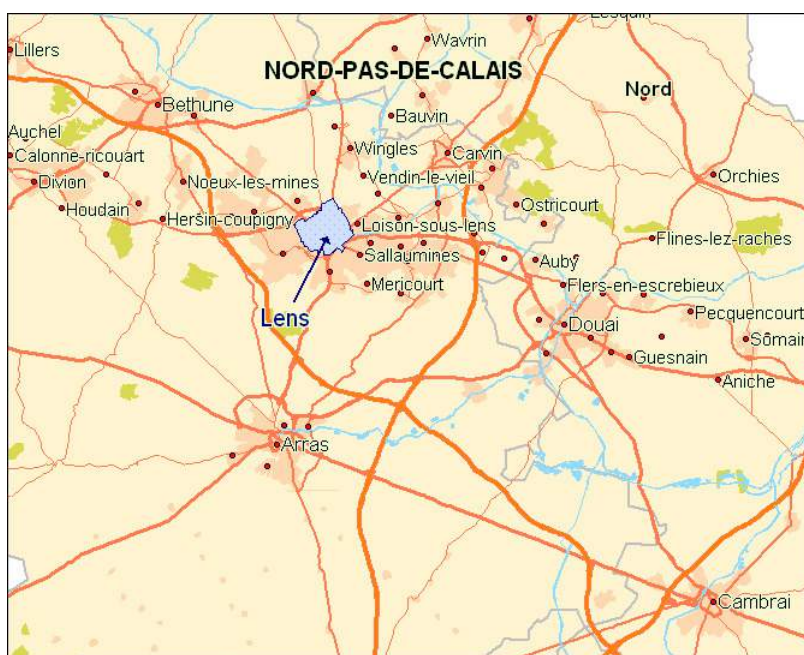 Lesquin
Wavrin
Lillers
NORD-PAS-DE-CALAIS
Nord
Bethune
Bauvin
Auchel
Wingles
Carvin
Calonne-ricouart
Orchies
Divion
Noeux-les-mines
Vendin-le-vieil
Houdain
Ostricourt
Hersin-coupigny
Loison-sous-lens
Flines-lez-raches
Sallaumines
Auby
Mericourt
Flers-en-escrebieux
Lens
Pecquencourt
Douai
Sômain
Guesnain
Aniche
Arras
Cambrai